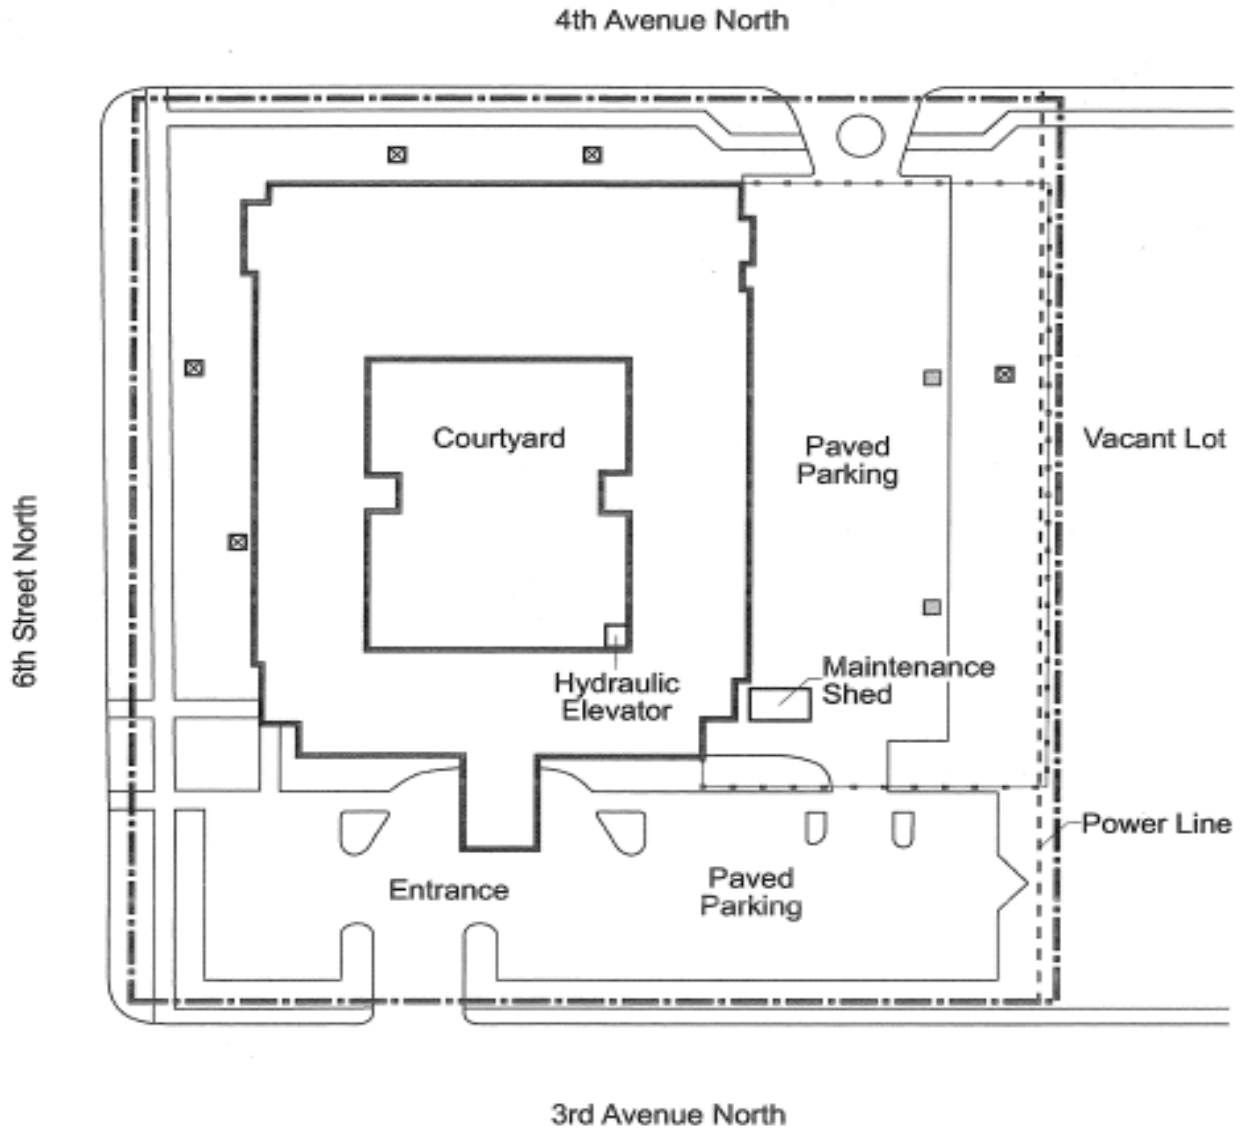 4th Avenue North
Courtyard
Paved
Parking
Vacant Lot
6th Street North
Hydraulic
Elevator
Maintenance
Shed
Power Line
Entrance
Paved
Parking
3rd Avenue North